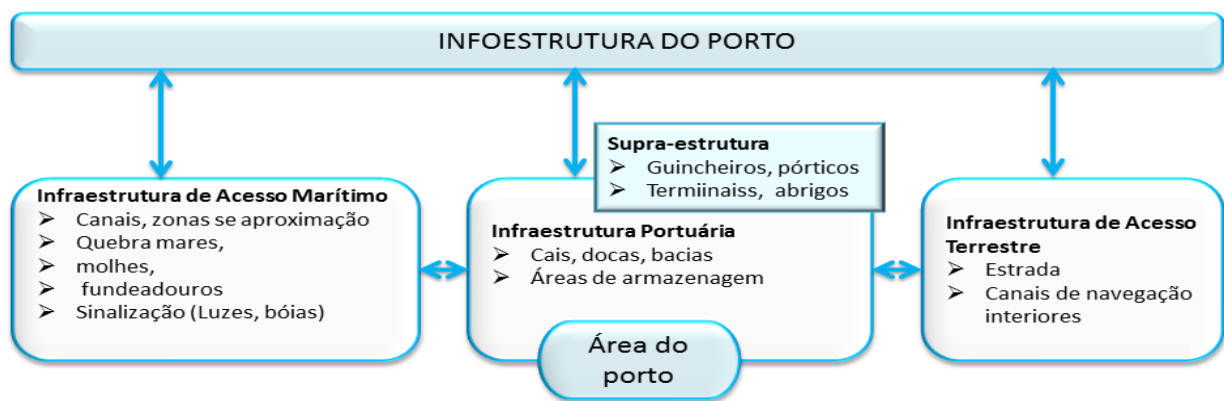 INFOESTRUTURA DO PORTO
Supra-estrutura
➢ Guincheiros, pórticos
➢ Termiinaiss, abrigos
Infraestrutura de Acesso Marítimo
➢ Canais, zonas se aproximação
➢ Quebra mares,
➢ molhes,
➢ fundeadouros
➢ Sinalização (Luzes, bóias)
Infraestrutura Portuária
➢ Cais, docas, bacias
➢ Áreas de armazenagem
Área do
porto
Infraestrutura de Acesso
Terrestre
➢ Estrada
➢ Canais de navegação
interiores